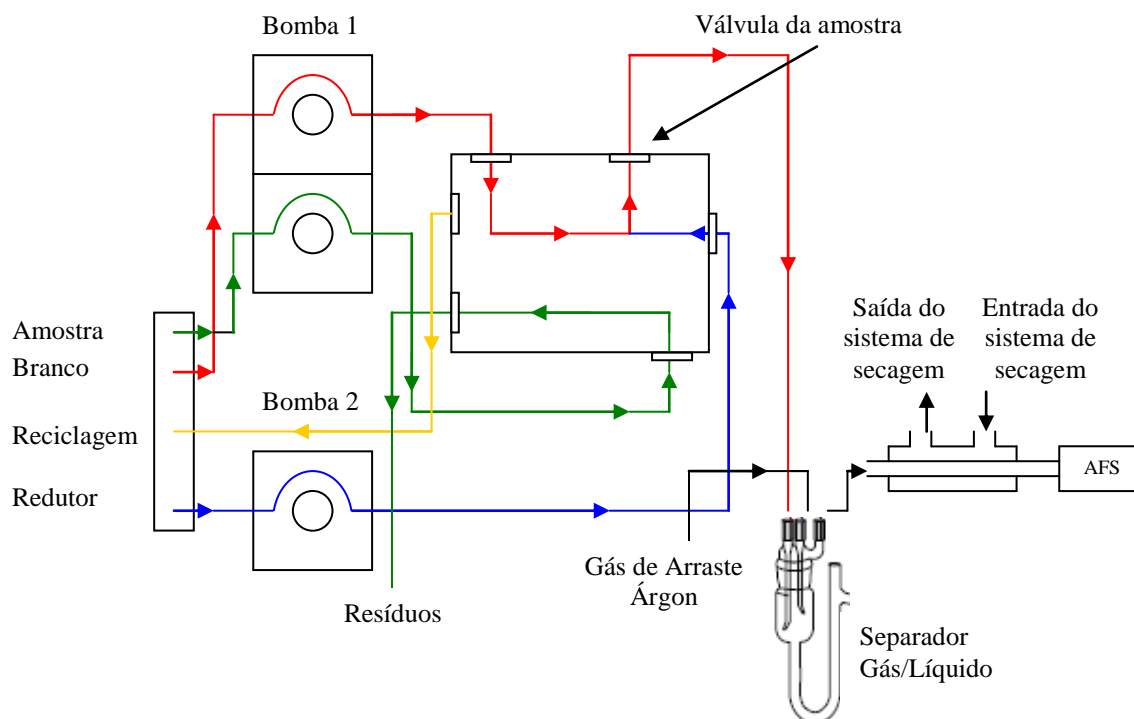 Bomba 1
Válvula da amostra
Amostra
Branco
Reciclagem
Redutor
Bomba 2
Resíduos
Gás de Arraste
Árgon
Saída do
sistema de
secagem
Entrada do
sistema de
secagem
AFS
Separador
Gás/Líquido